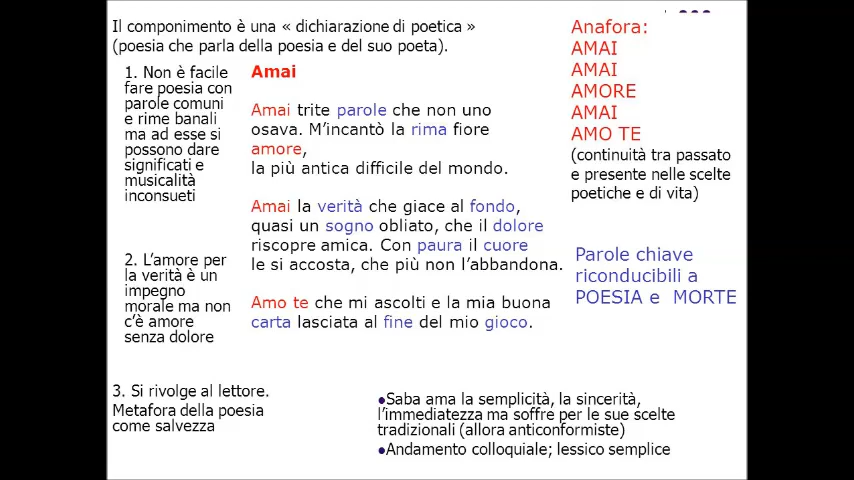 Il componimento è una « dichiarazione di poetica »
(poesia che parla della poesia e del suo poeta).
1. Non è facile
fare poesia con
parole comuni
e rime banali
ma ad esse si
possono dare
significati e
musicalità
inconsueti
2. L'amore per
la verità è un
impegno
morale ma non
c'è amore
senza dolore
3. Si rivolge al lettore.
Metafora della poesia
come salvezza
Amai
Amai trite parole che non uno
osava. M'incantò la rima fiore
amore,
la più antica difficile del mondo.
Amai la verità che giace al fondo,
quasi un sogno obliato, che il dolore
riscopre amica. Con paura il cuore
le si accosta, che più non l'abbandona.
Amo te che mi ascolti e la mia buona
carta lasciata al fine del mio gioco.
Anafora:
AMAI
AMAI
AMORE
AMAI
AMO TE
(continuità tra passato
e presente nelle scelte
poetiche e di vita)
Parole chiave
riconducibili a
POESIA e MORTE
●Saba ama la semplicità, la sincerità,
l'immediatezza ma soffre per le sue scelte
tradizionali (allora anticonformiste)
●Andamento colloquiale; lessico semplice